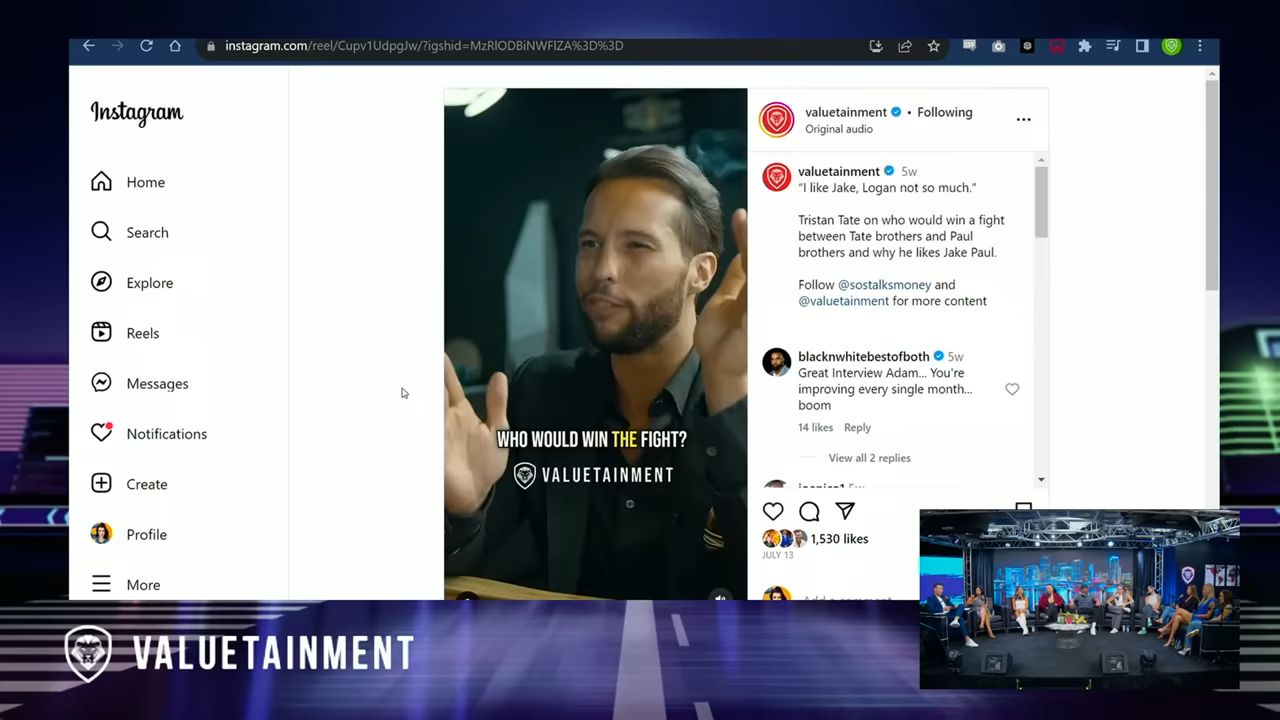 instagram.com/reel/Cupv1UdpgJw/?igshid=MzRlODBiNWFlZA%3D%3D
Instagram
Home
Search
Explore
Reels
Messages
Notifications
Create
Profile
More
WHO WOULD WIN THE FIGHT?
VALUETAINMENT
valuetainment • Following
Original audio
valuetainment 5w
"I like Jake, Logan not so much."
Tristan Tate on who would win a fight
between Tate brothers and Paul
brothers and why he likes Jake Paul.
Follow @sostalksmoney and
@valuetainment for more content
blacknwhitebestofboth 5w
Great Interview Adam... You're
improving every single month...
boom
14 likes Reply
View all 2 replies
1,530 likes
JULY 13
Add a comment...
VALUETAINMENT